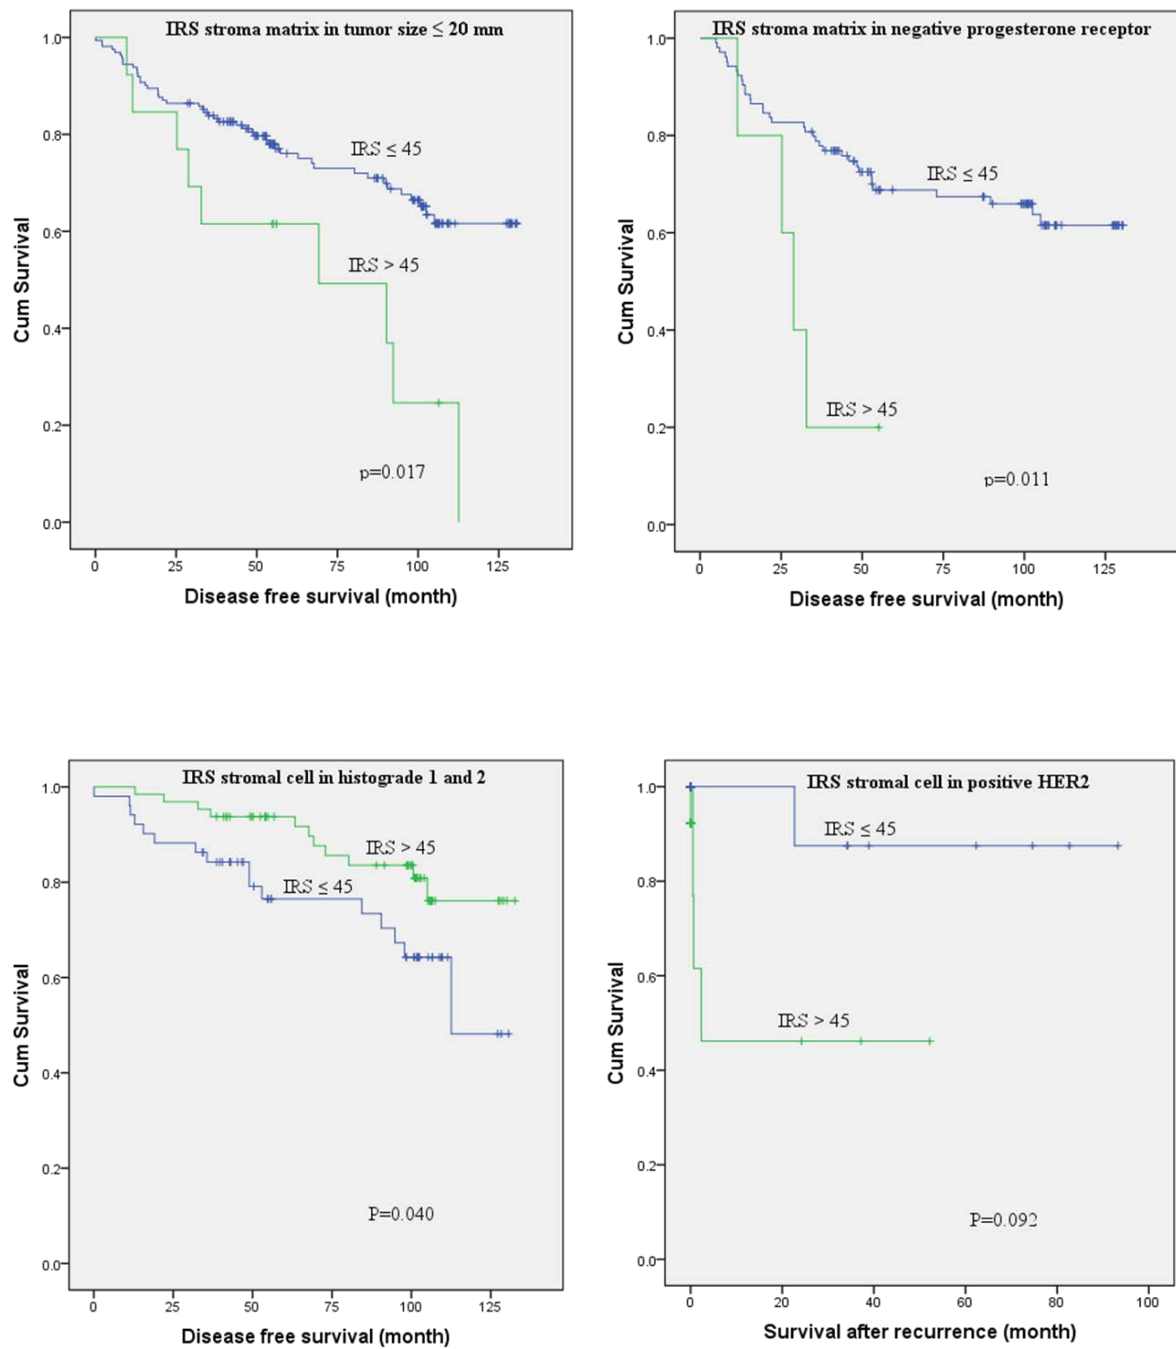 IRS stroma matrix in tumor size ≤ 20 mm
1.0
0.8
0.6
0.4
0.2
0.0
Cum Survival
IRS ≤ 45
IRS > 45
p=0.017
0 25 50 75 100 125
Disease free survival (month)
IRS stroma matrix in negative progesterone receptor
1.0
0.8
0.6
0.4
0.2
0.0
Cum Survival
IRS ≤ 45
IRS > 45
p=0.011
0 25 50 75 100 125
Disease free survival (month)
IRS stromal cell in histograde 1 and 2
1.0
0.8
0.6
0.4
0.2
0.0
Cum Survival
IRS > 45
IRS ≤ 45
P=0.040
0 25 50 75 100 125
Disease free survival (month)
IRS stromal cell in positive HER2
1.0
0.8
0.6
0.4
0.2
0.0
Cum Survival
IRS ≤ 45
IRS > 45
P=0.092
0 20 40 60 80 100
Survival after recurrence (month)